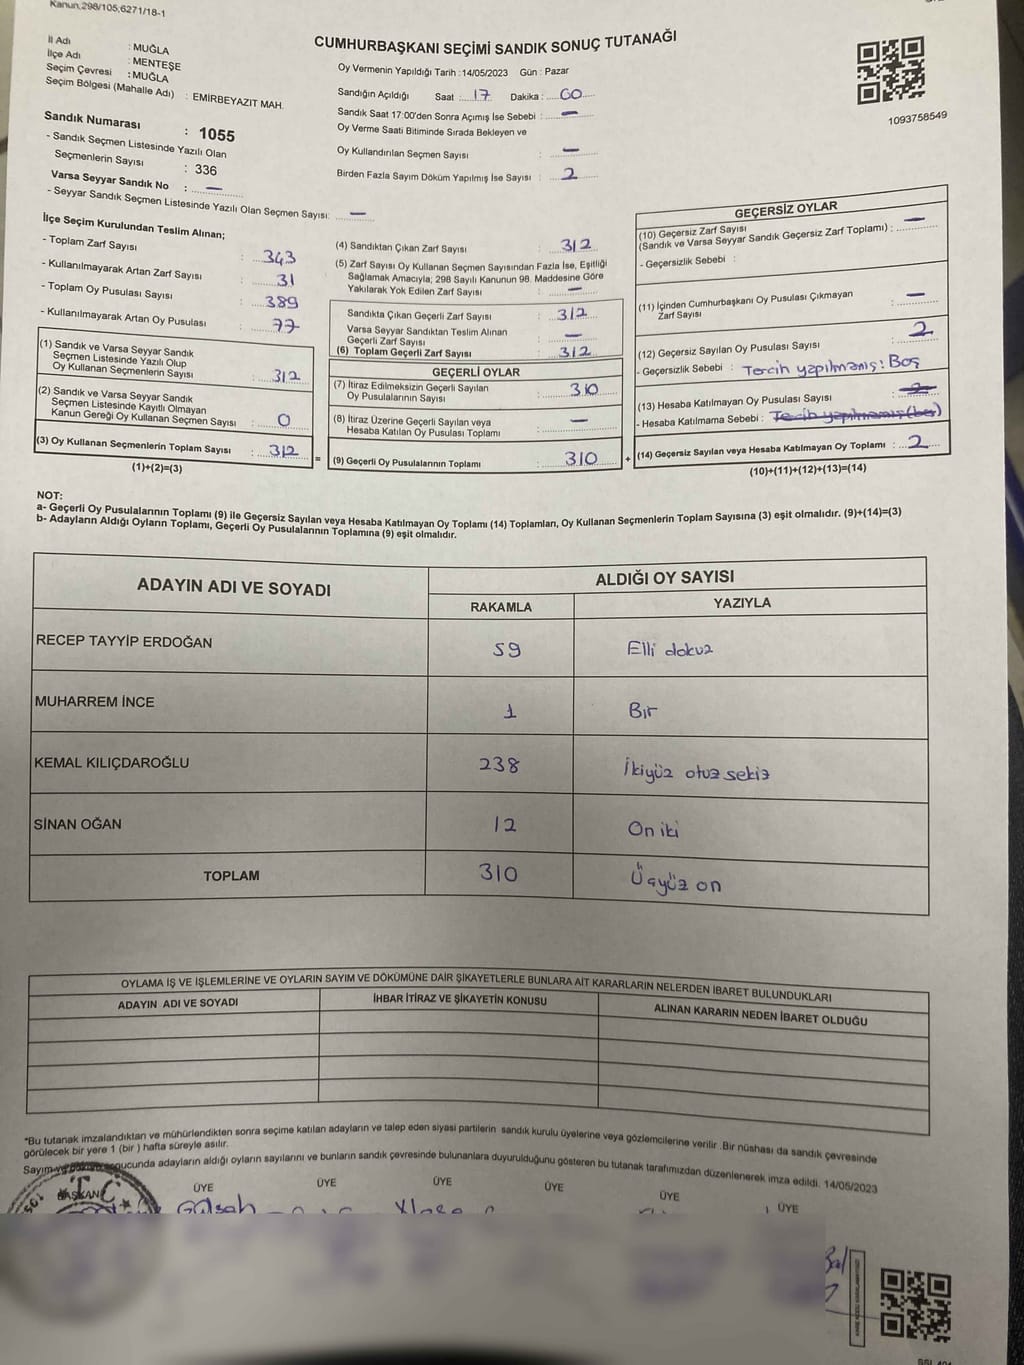 Kanun,298/105,6271/18-1
İl Adı : MUĞLA
İlçe Adı : MENTEŞE
Seçim Çevresi : MUĞLA
Seçim Bölgesi (Mahalle Adı) : EMİRBEYAZIT MAH.
Sandık Numarası : 1055
- Sandık Seçmen Listesinde Yazılı Olan
Seçmenlerin Sayısı : 336
Varsa Seyyar Sandık No : —
- Seyyar Sandık Seçmen Listesinde Yazılı Olan Seçmen Sayısı: —
CUMHURBAŞKANI SEÇİMİ SANDIK SONUÇ TUTANAĞI
Oy Vermenin Yapıldığı Tarih :14/05/2023 Gün : Pazar
Sandığın Açıldığı Saat : 17 Dakika : 00
Sandık Saat 17:00'den Sonra Açımış İse Sebebi : —
Oy Verme Saati Bitiminde Sırada Bekleyen ve
Oy Kullandırılan Seçmen Sayısı : —
Birden Fazla Sayım Döküm Yapılmış İse Sayısı : 2
1093758549
İlçe Seçim Kurulundan Teslim Alınan;
- Toplam Zarf Sayısı : 343
- Kullanılmayarak Artan Zarf Sayısı : 31
- Toplam Oy Pusulası Sayısı : 389
- Kullanılmayarak Artan Oy Pusulası : 77
(1) Sandık ve Varsa Seyyar Sandık
Seçmen Listesinde Yazılı Olup
Oy Kullanan Seçmenlerin Sayısı : 312
(2) Sandık ve Varsa Seyyar Sandık
Seçmen Listesinde Kayıtlı Olmayan
Kanun Gereği Oy Kullanan Seçmen Sayısı : 0
(3) Oy Kullanan Seçmenlerin Toplam Sayısı : 312
(1)+(2)=(3)
(4) Sandıktan Çıkan Zarf Sayısı : 312
(5) Zarf Sayısı Oy Kullanan Seçmen Sayısından Fazla İse, Eşitliği
Sağlamak Amacıyla; 298 Sayılı Kanunun 98. Maddesine Göre
Yakılarak Yok Edilen Zarf Sayısı : —
Sandıkta Çıkan Geçerli Zarf Sayısı : 312
Varsa Seyyar Sandıktan Teslim Alınan
Geçerli Zarf Sayısı : —
(6) Toplam Geçerli Zarf Sayısı : 312
GEÇERLİ OYLAR
(7) İtiraz Edilmeksizin Geçerli Sayılan
Oy Pusulalarının Sayısı : 310
(8) İtiraz Üzerine Geçerli Sayılan veya
Hesaba Katılan Oy Pusulası Toplamı : —
= (9) Geçerli Oy Pusulalarının Toplamı : 310 +
GEÇERSİZ OYLAR
(10) Geçersiz Zarf Sayısı
(Sandık ve Varsa Seyyar Sandık Geçersiz Zarf Toplamı) : —
- Geçersizlik Sebebi :
(11) İçinden Cumhurbaşkanı Oy Pusulası Çıkmayan
Zarf Sayısı : —
(12) Geçersiz Sayılan Oy Pusulası Sayısı : 2
- Geçersizlik Sebebi : Tercih yapılmamış! Boş
(13) Hesaba Katılmayan Oy Pusulası Sayısı : 2
- Hesaba Katılmama Sebebi : Tecih yapılmamış (boş)
(14) Geçersiz Sayılan veya Hesaba Katılmayan Oy Toplamı : 2
(10)+(11)+(12)+(13)=(14)
NOT:
a- Geçerli Oy Pusulalarının Toplamı (9) ile Geçersiz Sayılan veya Hesaba Katılmayan Oy Toplamı (14) Toplamları, Oy Kullanan Seçmenlerin Toplam Sayısına (3) eşit olmalıdır. (9)+(14)=(3)
b- Adayların Aldığı Oyların Toplamı, Geçerli Oy Pusulalarının Toplamına (9) eşit olmalıdır.
ADAYIN ADI VE SOYADI
ALDIĞI OY SAYISI
RAKAMLA YAZIYLA
RECEP TAYYİP ERDOĞAN 59 Elli dokuz
MUHARREM İNCE 1 Bir
KEMAL KILIÇDAROĞLU 238 İkiyüz otuz sekiz
SİNAN OĞAN 12 On iki
TOPLAM 310 Üçyüz on
OYLAMA İŞ VE İŞLEMLERİNE VE OYLARIN SAYIM VE DÖKÜMÜNE DAİR ŞİKAYETLERLE BUNLARA AİT KARARLARIN NELERDEN İBARET BULUNDUKLARI
ADAYIN ADI VE SOYADI İHBAR İTİRAZ VE ŞİKAYETİN KONUSU ALINAN KARARIN NEDEN İBARET OLDUĞU
*Bu tutanak imzalandıktan ve mühürlendikten sonra seçime katılan adayların ve talep eden siyasi partilerin sandık kurulu üyelerine veya gözlemcilerine verilir .Bir nüshası da sandık çevresinde
görülecek bir yere 1 (bir ) hafta süreyle asılır.
Sayım ve sonucunda adayların aldığı oyların sayılarını ve bunların sandık çevresinde bulunanlara duyurulduğunu gösteren bu tutanak tarafımızdan düzenlenerek imza edildi. 14/05/2023
BAŞKAN ÜYE ÜYE ÜYE ÜYE ÜYE ÜYE
T.C.
Gülşah